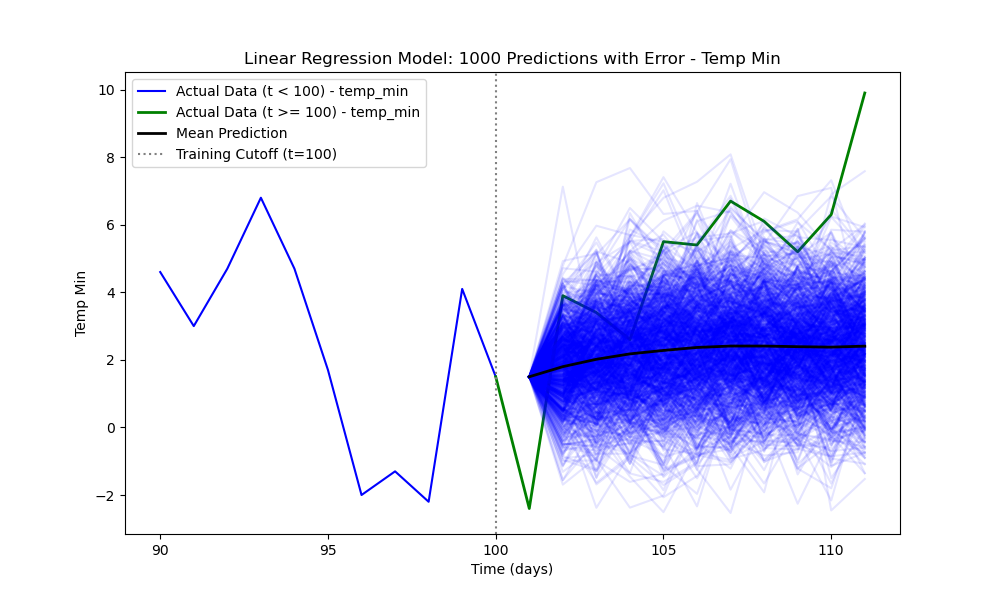 Linear Regression Model: 1000 Predictions with Error - Temp Min
Actual Data (t < 100) - temp_min
Actual Data (t >= 100) - temp_min
Mean Prediction
Training Cutoff (t=100)
10
8
6
4
2
0
−2
Temp Min
90
95
100
105
110
Time (days)